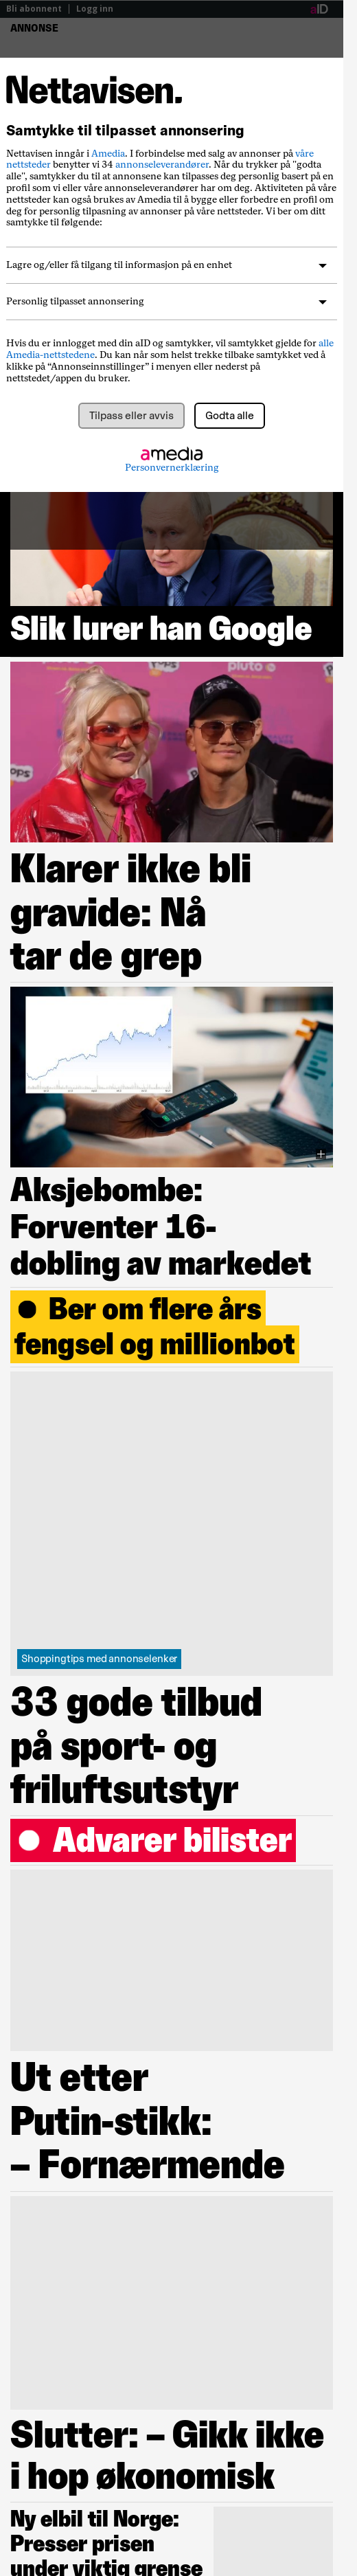 Bli abonnent | Logg inn
aID
ANNONSE
Nettavisen.
Samtykke til tilpasset annonsering
Nettavisen inngår i Amedia. I forbindelse med salg av annonser på våre
nettsteder benytter vi 34 annonseleverandører. Når du trykker på "godta
alle", samtykker du til at annonsene kan tilpasses deg personlig basert på en
profil som vi eller våre annonseleverandører har om deg. Aktiviteten på våre
nettsteder kan også brukes av Amedia til å bygge eller forbedre en profil om
deg for personlig tilpasning av annonser på våre nettsteder. Vi ber om ditt
samtykke til følgende:
Lagre og/eller få tilgang til informasjon på en enhet
Personlig tilpasset annonsering
Hvis du er innlogget med din aID og samtykker, vil samtykket gjelde for alle
Amedia-nettstedene. Du kan når som helst trekke tilbake samtykket ved å
klikke på “Annonseinnstillinger” i menyen eller nederst på
nettstedet/appen du bruker.
Tilpass eller avvis
Godta alle
amedia
Personvernerklæring
Slik lurer han Google
pluto
Klarer ikke bli
gravide: Nå
tar de grep
Aksjebombe:
Forventer 16-
dobling av markedet
Ber om flere års
fengsel og millionbot
Shoppingtips med annonselenker
33 gode tilbud
på sport- og
friluftsutstyr
Advarer bilister
Ut etter
Putin-stikk:
– Fornærmende
Slutter: – Gikk ikke
i hop økonomisk
Ny elbil til Norge:
Presser prisen
under viktig grense